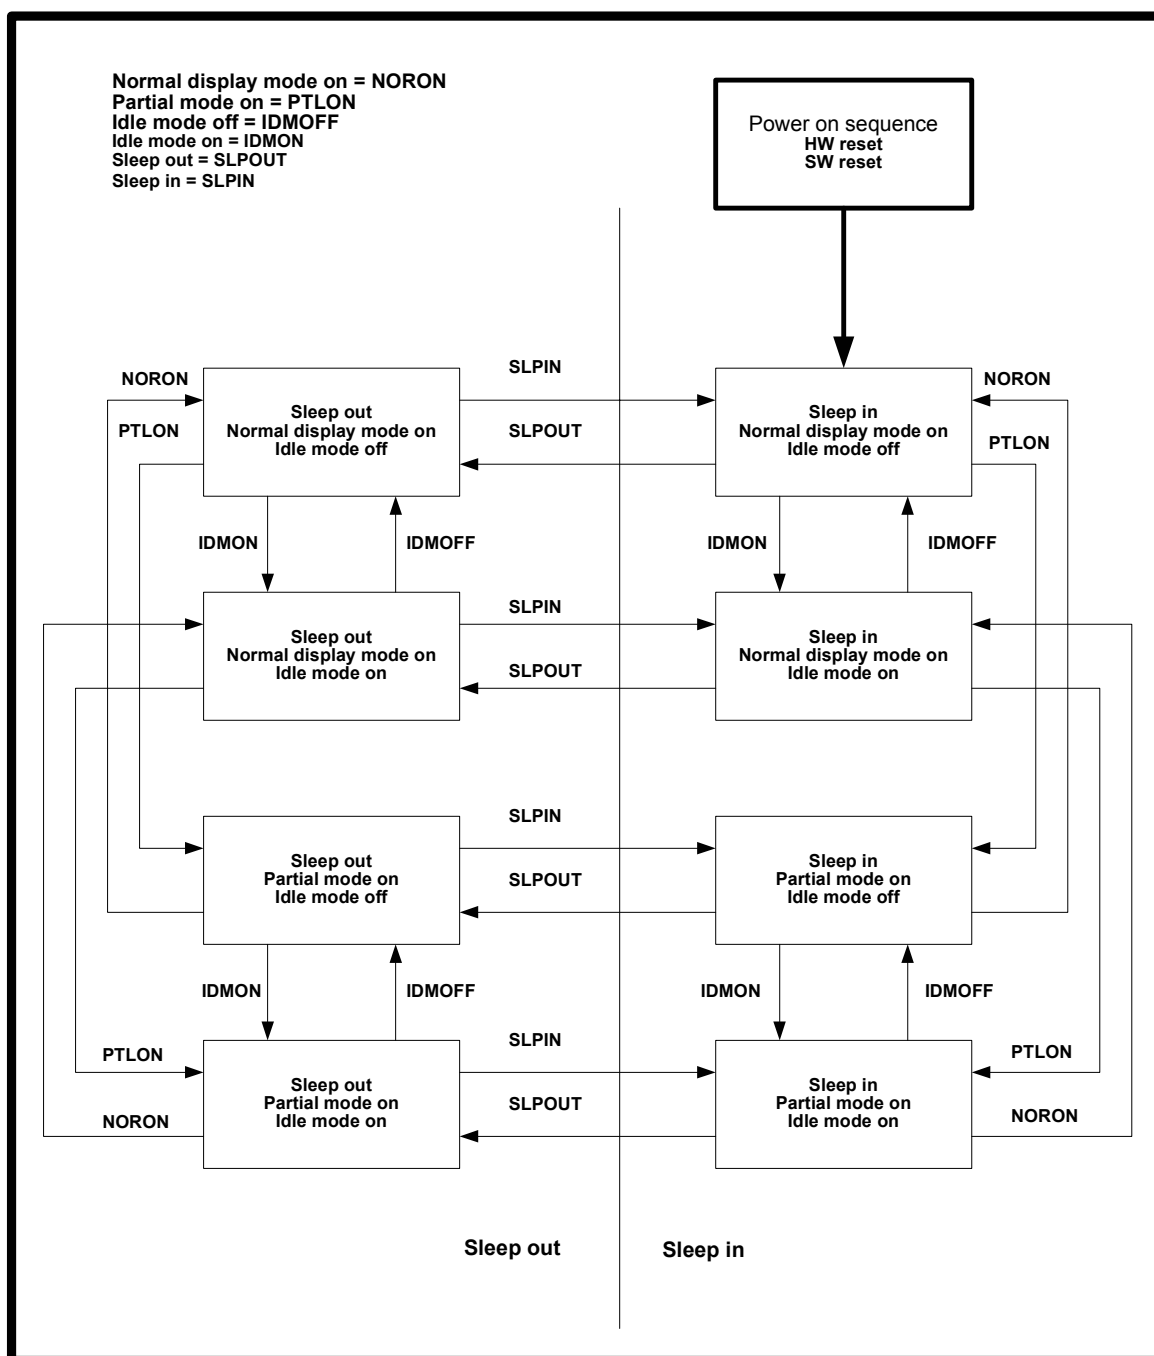 Normal display mode on = NORON
Partial mode on = PTLON
Idle mode off = IDMOFF
Idle mode on = IDMON
Sleep out = SLPOUT
Sleep in = SLPIN
Power on sequence
HW reset
SW reset
NORON
PTLON
Sleep out
Normal display mode on
Idle mode off
SLPIN
SLPOUT
Sleep in
Normal display mode on
Idle mode off
NORON
PTLON
IDMON
IDMOFF
IDMON
IDMOFF
Sleep out
Normal display mode on
Idle mode on
SLPIN
SLPOUT
Sleep in
Normal display mode on
Idle mode on
Sleep out
Partial mode on
Idle mode off
SLPIN
SLPOUT
Sleep in
Partial mode on
Idle mode off
IDMON
IDMOFF
IDMON
IDMOFF
PTLON
NORON
Sleep out
Partial mode on
Idle mode on
SLPIN
SLPOUT
Sleep in
Partial mode on
Idle mode on
PTLON
NORON
Sleep out
Sleep in